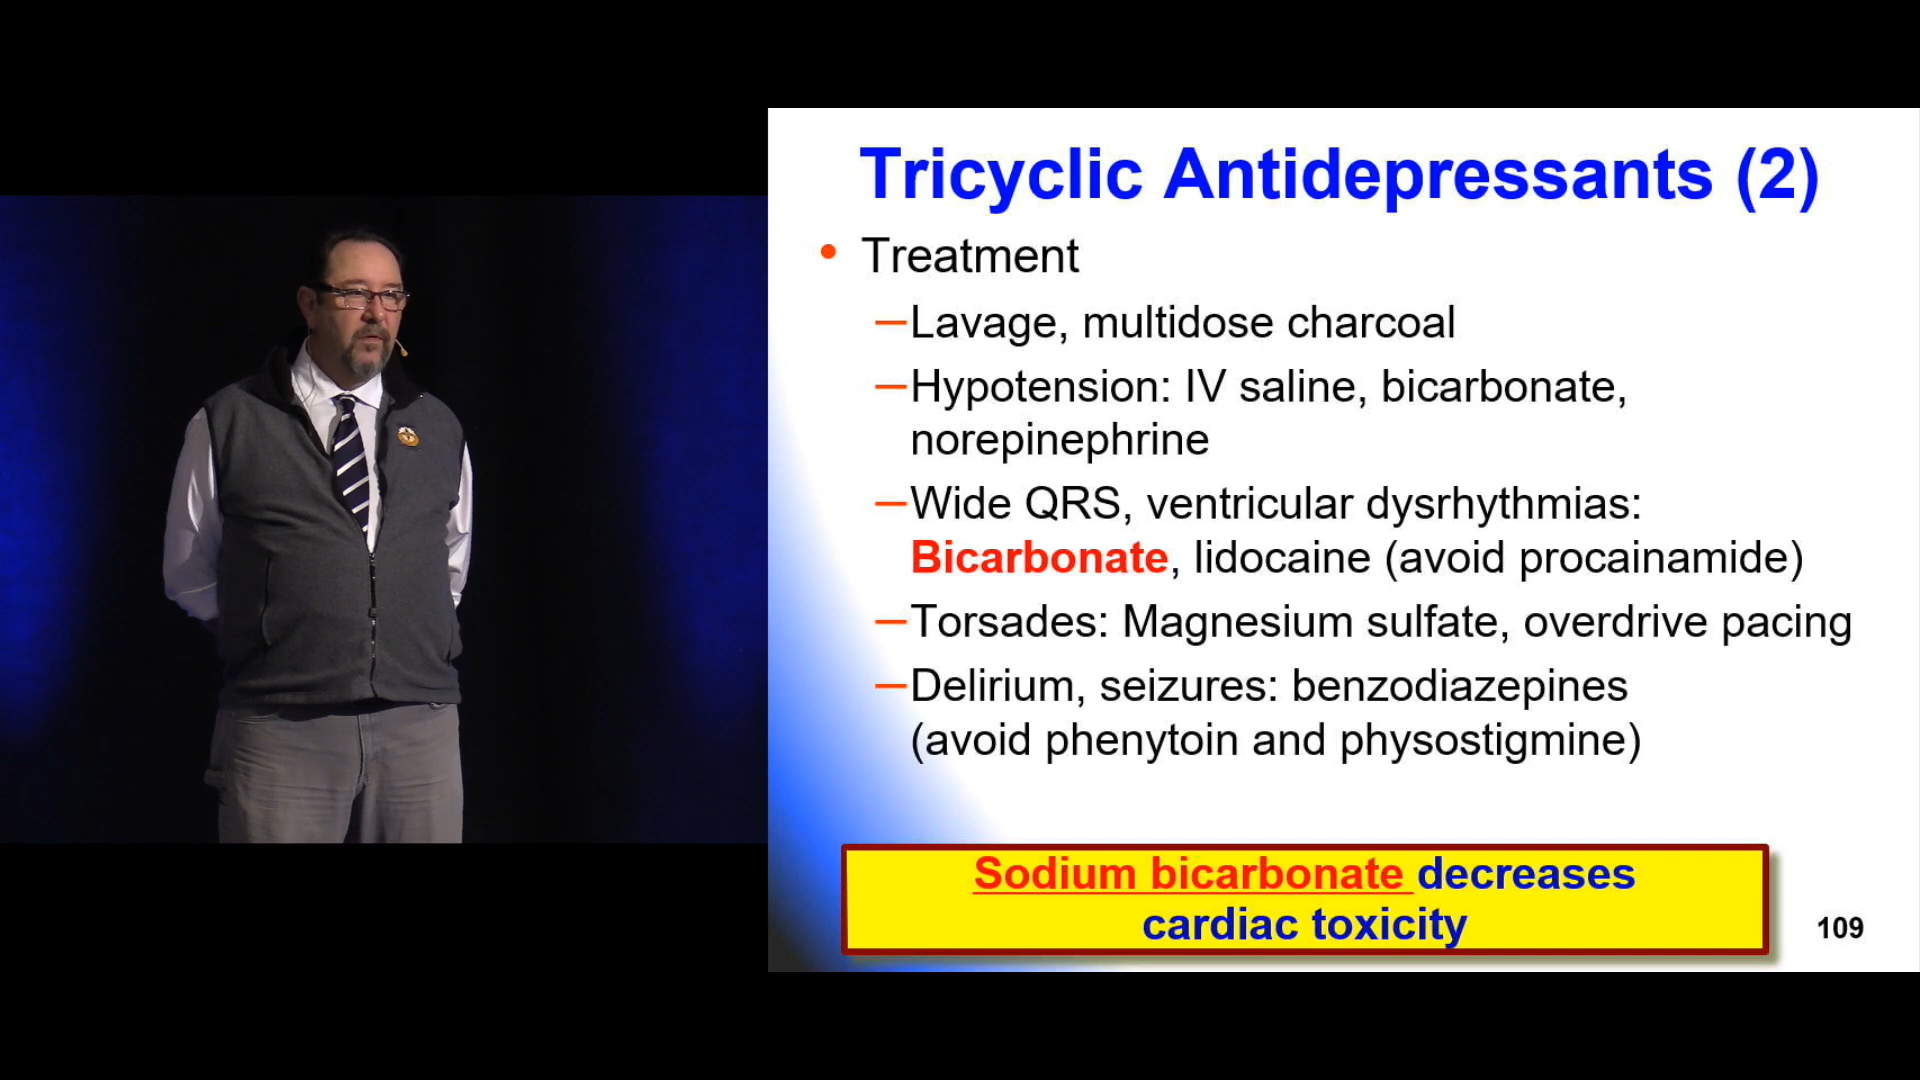 Tricyclic Antidepressants (2)
• Treatment
–Lavage, multidose charcoal
–Hypotension: IV saline, bicarbonate,
norepinephrine
–Wide QRS, ventricular dysrhythmias:
Bicarbonate, lidocaine (avoid procainamide)
–Torsades: Magnesium sulfate, overdrive pacing
–Delirium, seizures: benzodiazepines
(avoid phenytoin and physostigmine)
Sodium bicarbonate decreases
cardiac toxicity
109